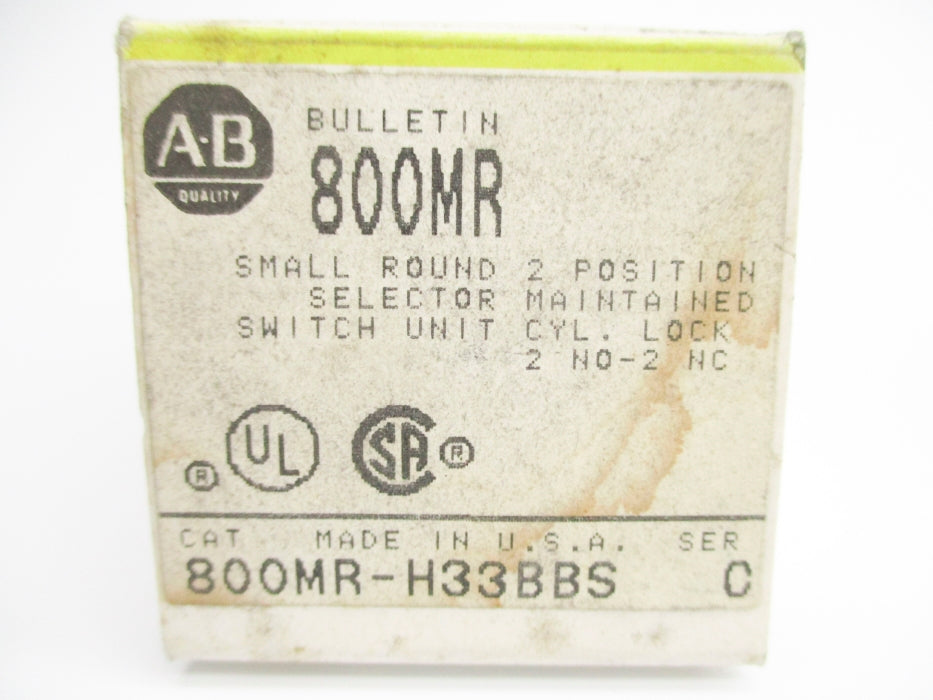 A-B
QUALITY
BULLETIN
800MR
SMALL ROUND 2 POSITION
SELECTOR MAINTAINED
SWITCH UNIT CYL. LOCK
2 NO-2 NC
® UL SA ®
CAT MADE IN U.S.A. SER
800MR-H33BBS C